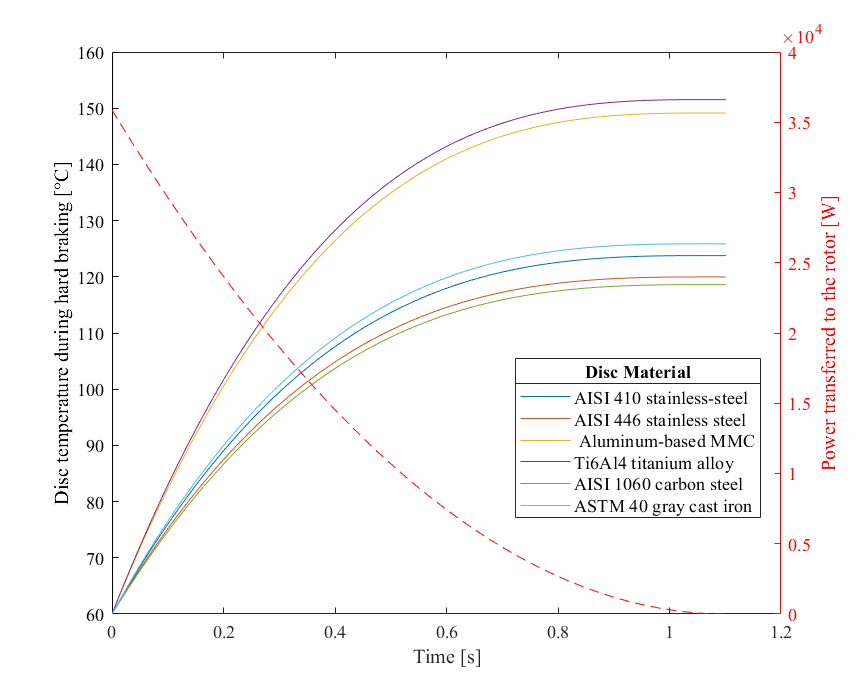 ×10⁴
160
150
140
130
120
110
100
90
80
70
60
Disc temperature during hard braking [°C]
4
3.5
3
2.5
2
1.5
1
0.5
0
Power transferred to the rotor [W]
Disc Material
AISI 410 stainless-steel
AISI 446 stainless steel
Aluminum-based MMC
Ti6Al4 titanium alloy
AISI 1060 carbon steel
ASTM 40 gray cast iron
0 0.2 0.4 0.6 0.8 1 1.2
Time [s]